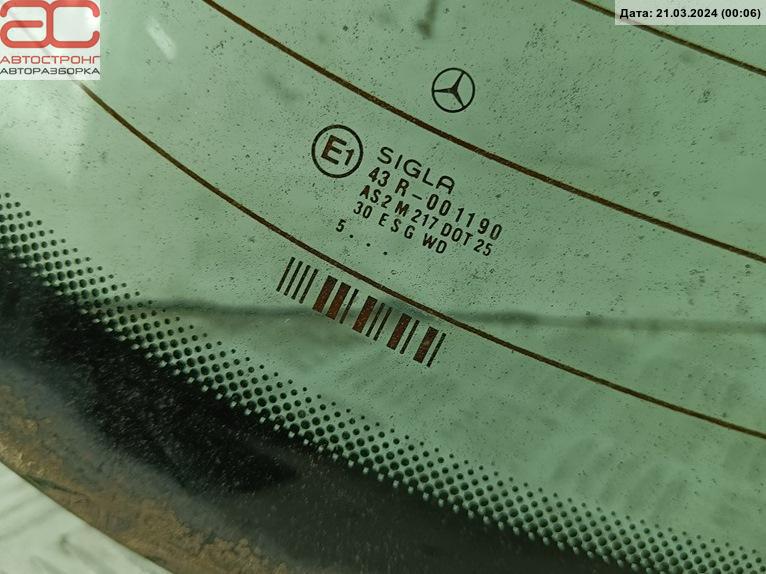 Дата: 21.03.2024 (00:06)
АС
АВТОСТРОНГ
АВТОРАЗБОРКА
E1
SIGLA
43 R-001190
AS2 M 217 DOT 25
30 E S G WD
5 . . .